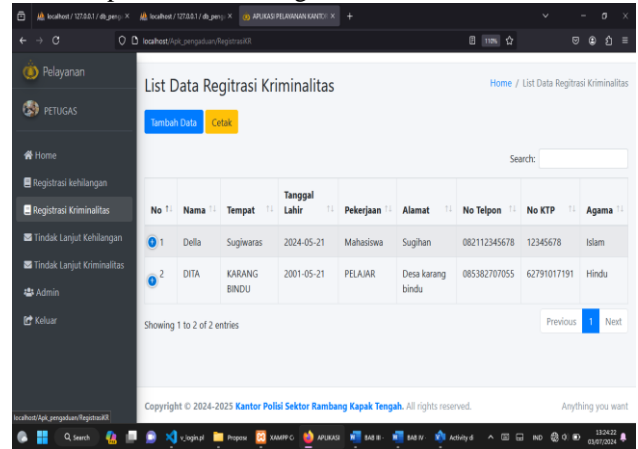 localhost / 127.0.0.1 / db_peng
localhost / 127.0.0.1 / db_peng
APLIKASI PELAYANAN KANTO
localhost/Apk_pengaduan/RegistrasiKR
110%
Pelayanan
PETUGAS
Home
Registrasi kehilangan
Registrasi Kriminalitas
Tindak Lanjut Kehilangan
Tindak Lanjut Kriminalitas
Admin
Keluar
List Data Regitrasi Kriminalitas
Home / List Data Regitrasi Kriminalitas
Tambah Data Cetak
Search:
No Nama Tempat Tanggal Lahir Pekerjaan Alamat No Telpon No KTP Agama
1 Della Sugiwaras 2024-05-21 Mahasiswa Sugihan 082112345678 12345678 Islam
2 DITA KARANG BINDU 2001-05-21 PELAJAR Desa karang bindu 085382707055 62791017191 Hindu
Showing 1 to 2 of 2 entries
Previous 1 Next
Copyright © 2024-2025 Kantor Polisi Sektor Rambang Kapak Tengah. All rights reserved.
Anything you want
localhost/Apk_pengaduan/RegistrasiKR
Search v_login.pl Propos XAMPP C APLIKASI BAB III - BAB IV - Activity d IND 13:24:22
03/07/2024